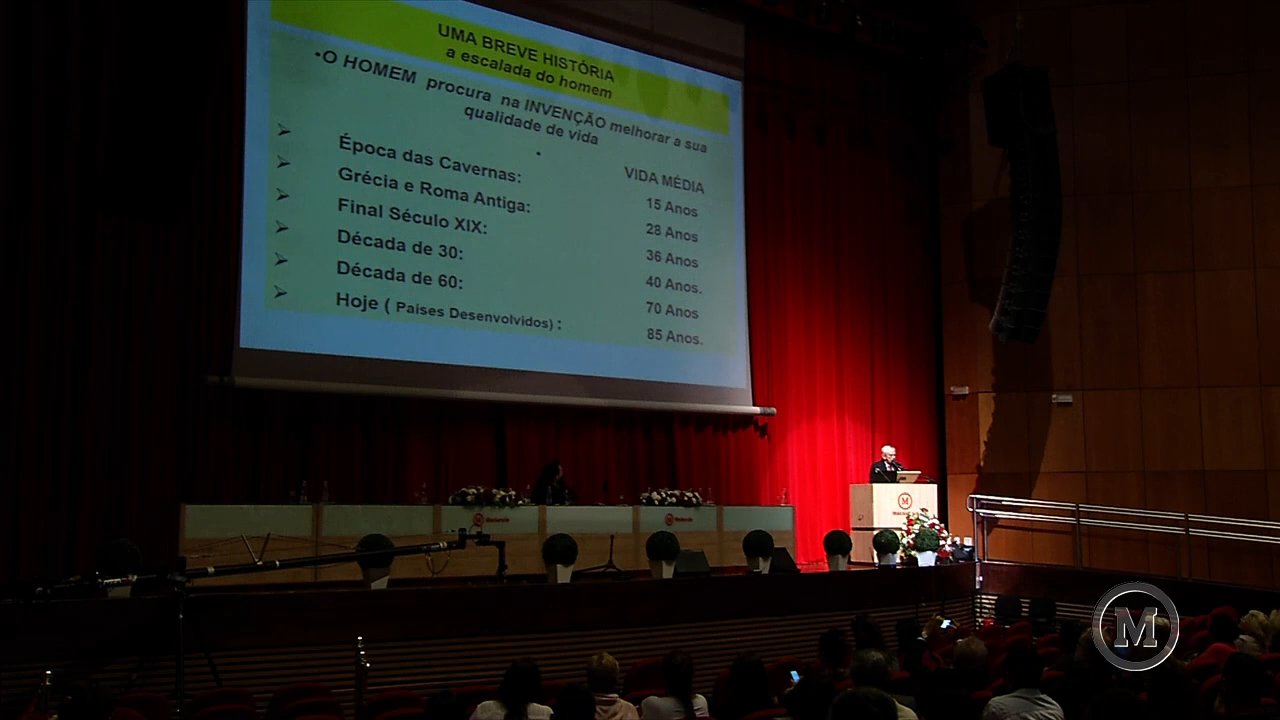 UMA BREVE HISTÓRIA
a escalada do homem
•O HOMEM procura na INVENÇÃO melhorar a sua
qualidade de vida
•
VIDA MÉDIA
➢ Época das Cavernas: 15 Anos
➢ Grécia e Roma Antiga: 28 Anos
➢ Final Século XIX: 36 Anos
➢ Década de 30: 40 Anos.
➢ Década de 60: 70 Anos
➢ Hoje ( Países Desenvolvidos) : 85 Anos.
M
M